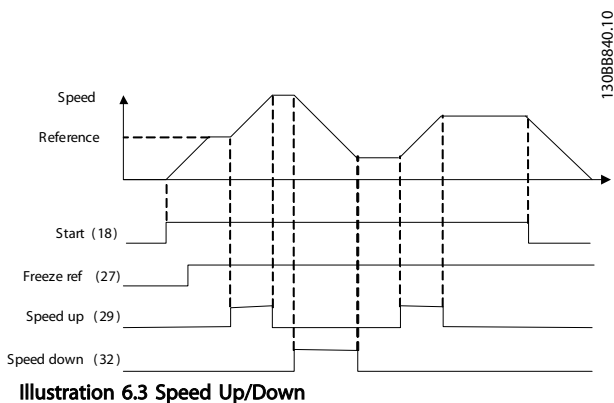 130BB840.10
Speed
Reference
Start (18)
Freeze ref (27)
Speed up (29)
Speed down (32)
Illustration 6.3 Speed Up/Down